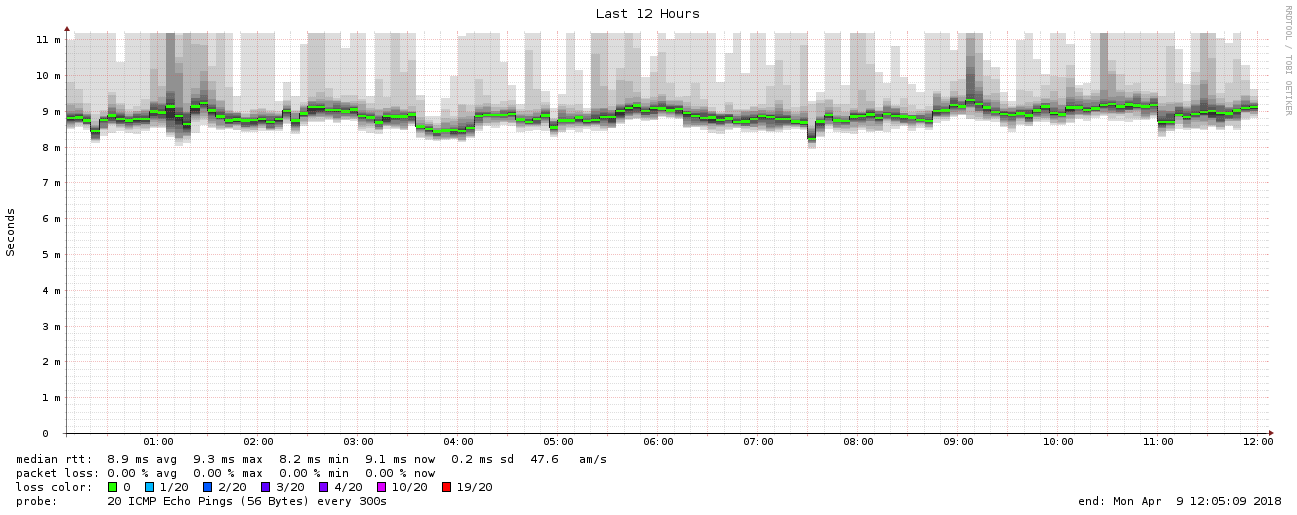 Last 12 Hours
RRDTOOL / TOBI OETIKER
Seconds
11 m
10 m
9 m
8 m
7 m
6 m
5 m
4 m
3 m
2 m
1 m
0
01:00 02:00 03:00 04:00 05:00 06:00 07:00 08:00 09:00 10:00 11:00 12:00
median rtt: 8.9 ms avg 9.3 ms max 8.2 ms min 9.1 ms now 0.2 ms sd 47.6 am/s
packet loss: 0.00 % avg 0.00 % max 0.00 % min 0.00 % now
loss color: 0 1/20 2/20 3/20 4/20 10/20 19/20
probe: 20 ICMP Echo Pings (56 Bytes) every 300s end: Mon Apr 9 12:05:09 2018